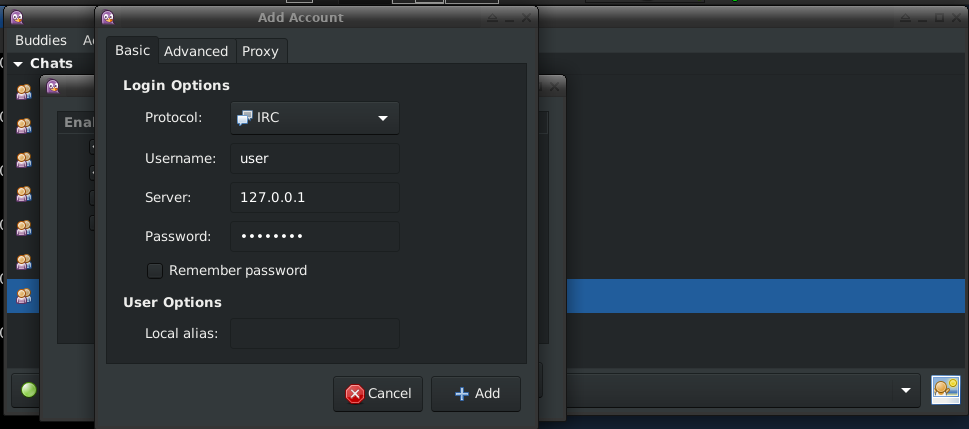 Add Account
Buddies
Chats
Basic Advanced Proxy
Login Options
Protocol: IRC
Username: user
Server: 127.0.0.1
Password: ••••••••
Remember password
User Options
Local alias:
Cancel Add